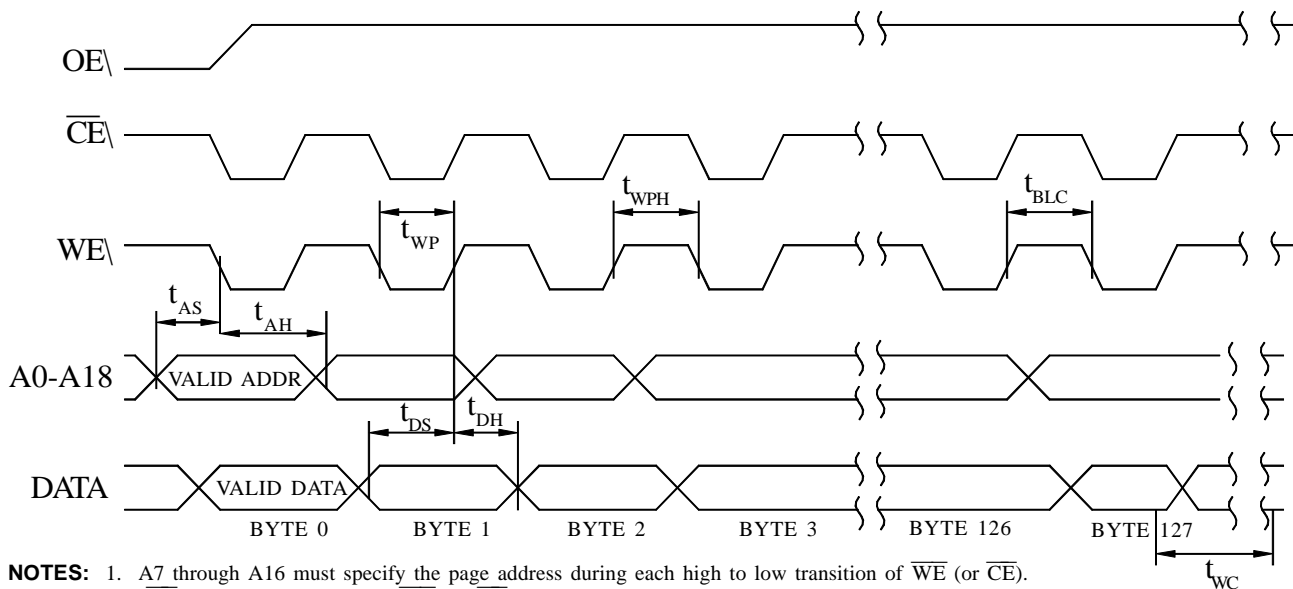 OE\
CE\
tWPH
tBLC
tWP
WE\
tAS
tAH
A0-A18
VALID ADDR
tDS
tDH
DATA
VALID DATA
BYTE 0 BYTE 1 BYTE 2 BYTE 3 BYTE 126 BYTE 127
tWC
NOTES: 1. A7 through A16 must specify the page address during each high to low transition of WE (or CE).